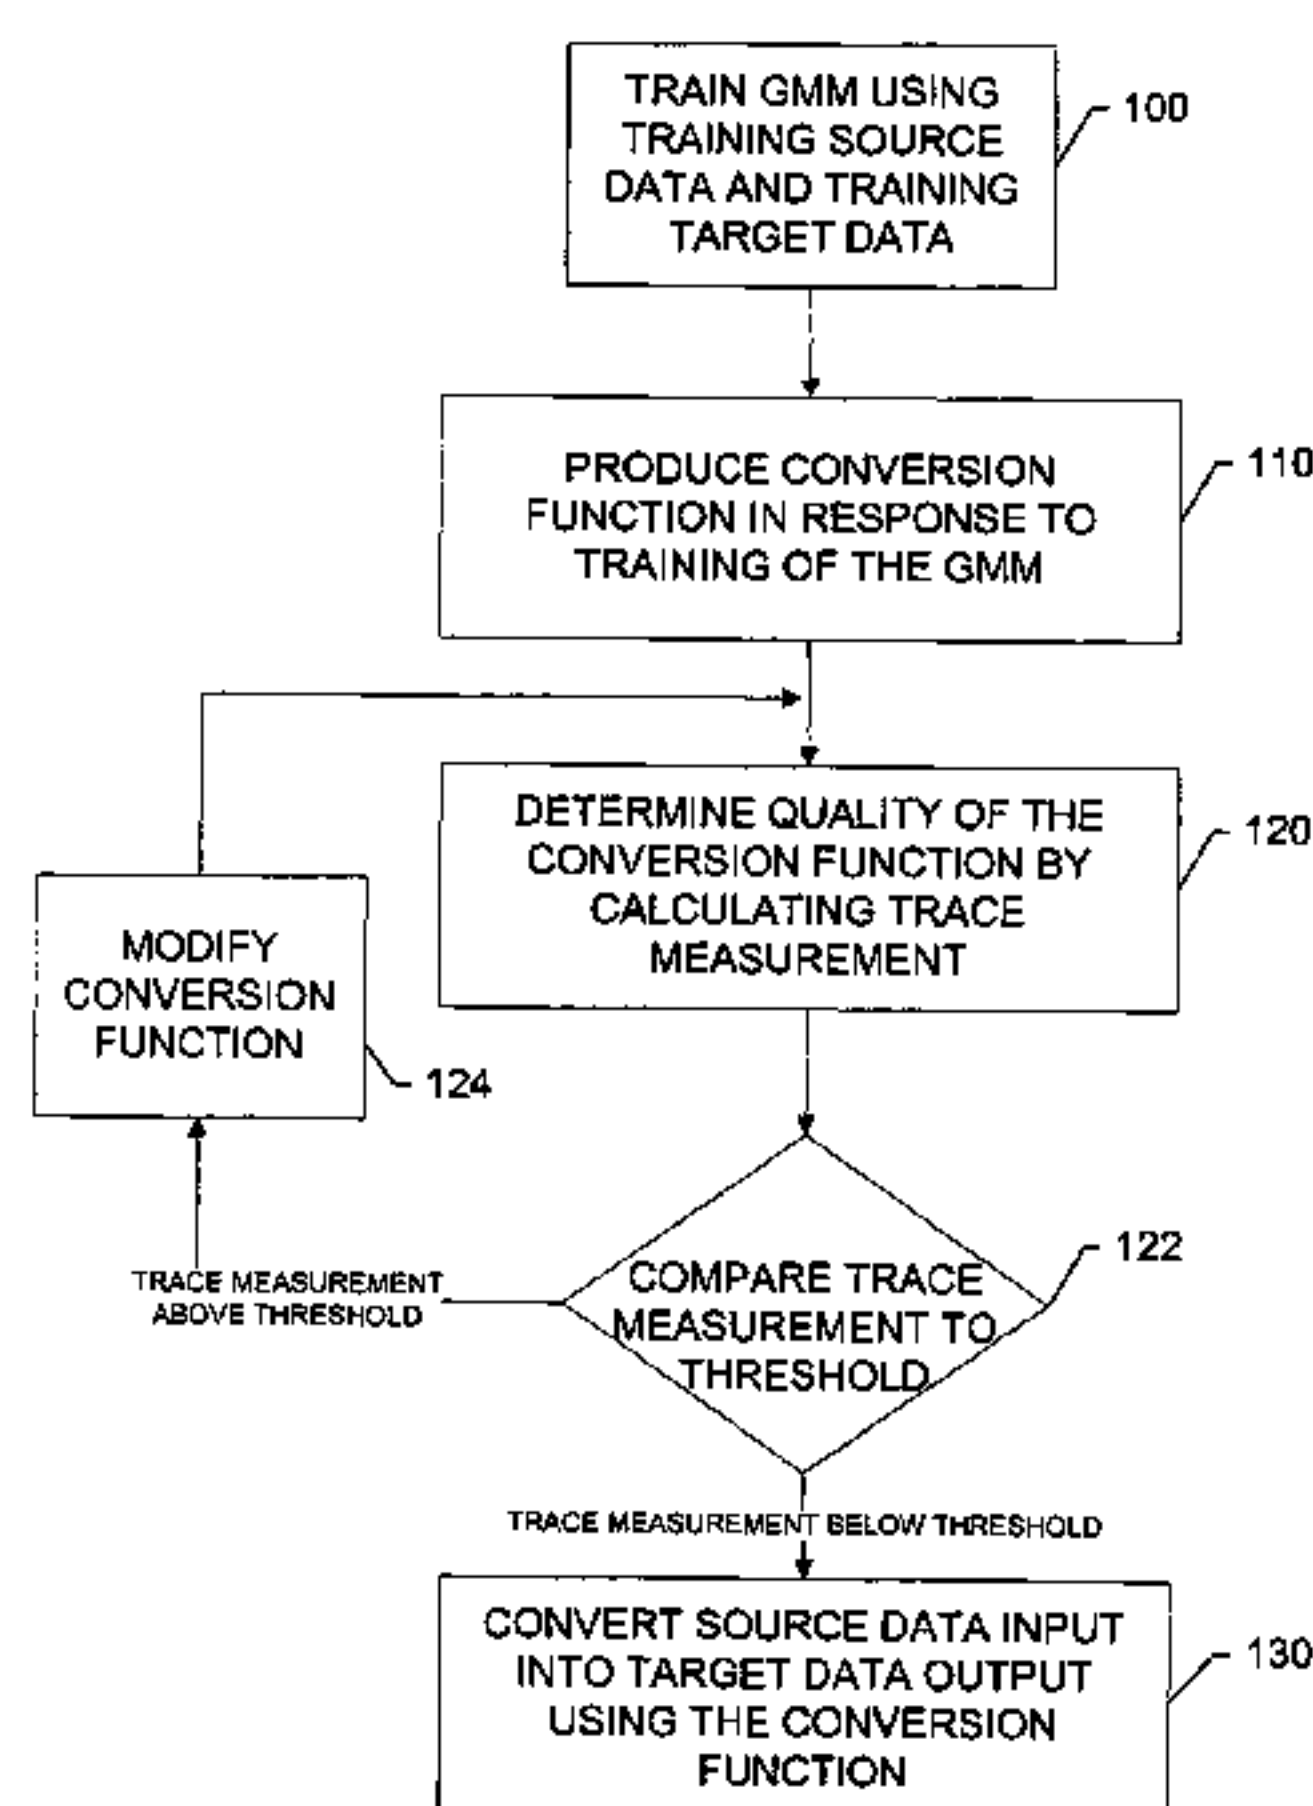 TRAIN GMM USING
TRAINING SOURCE
DATA AND TRAINING
TARGET DATA
100
PRODUCE CONVERSION
FUNCTION IN RESPONSE TO
TRAINING OF THE GMM
110
DETERMINE QUALITY OF THE
CONVERSION FUNCTION BY
CALCULATING TRACE
MEASUREMENT
120
MODIFY
CONVERSION
FUNCTION
124
COMPARE TRACE
MEASUREMENT TO
THRESHOLD
122
TRACE MEASUREMENT
ABOVE THRESHOLD
TRACE MEASUREMENT BELOW THRESHOLD
CONVERT SOURCE DATA INPUT
INTO TARGET DATA OUTPUT
USING THE CONVERSION
FUNCTION
130